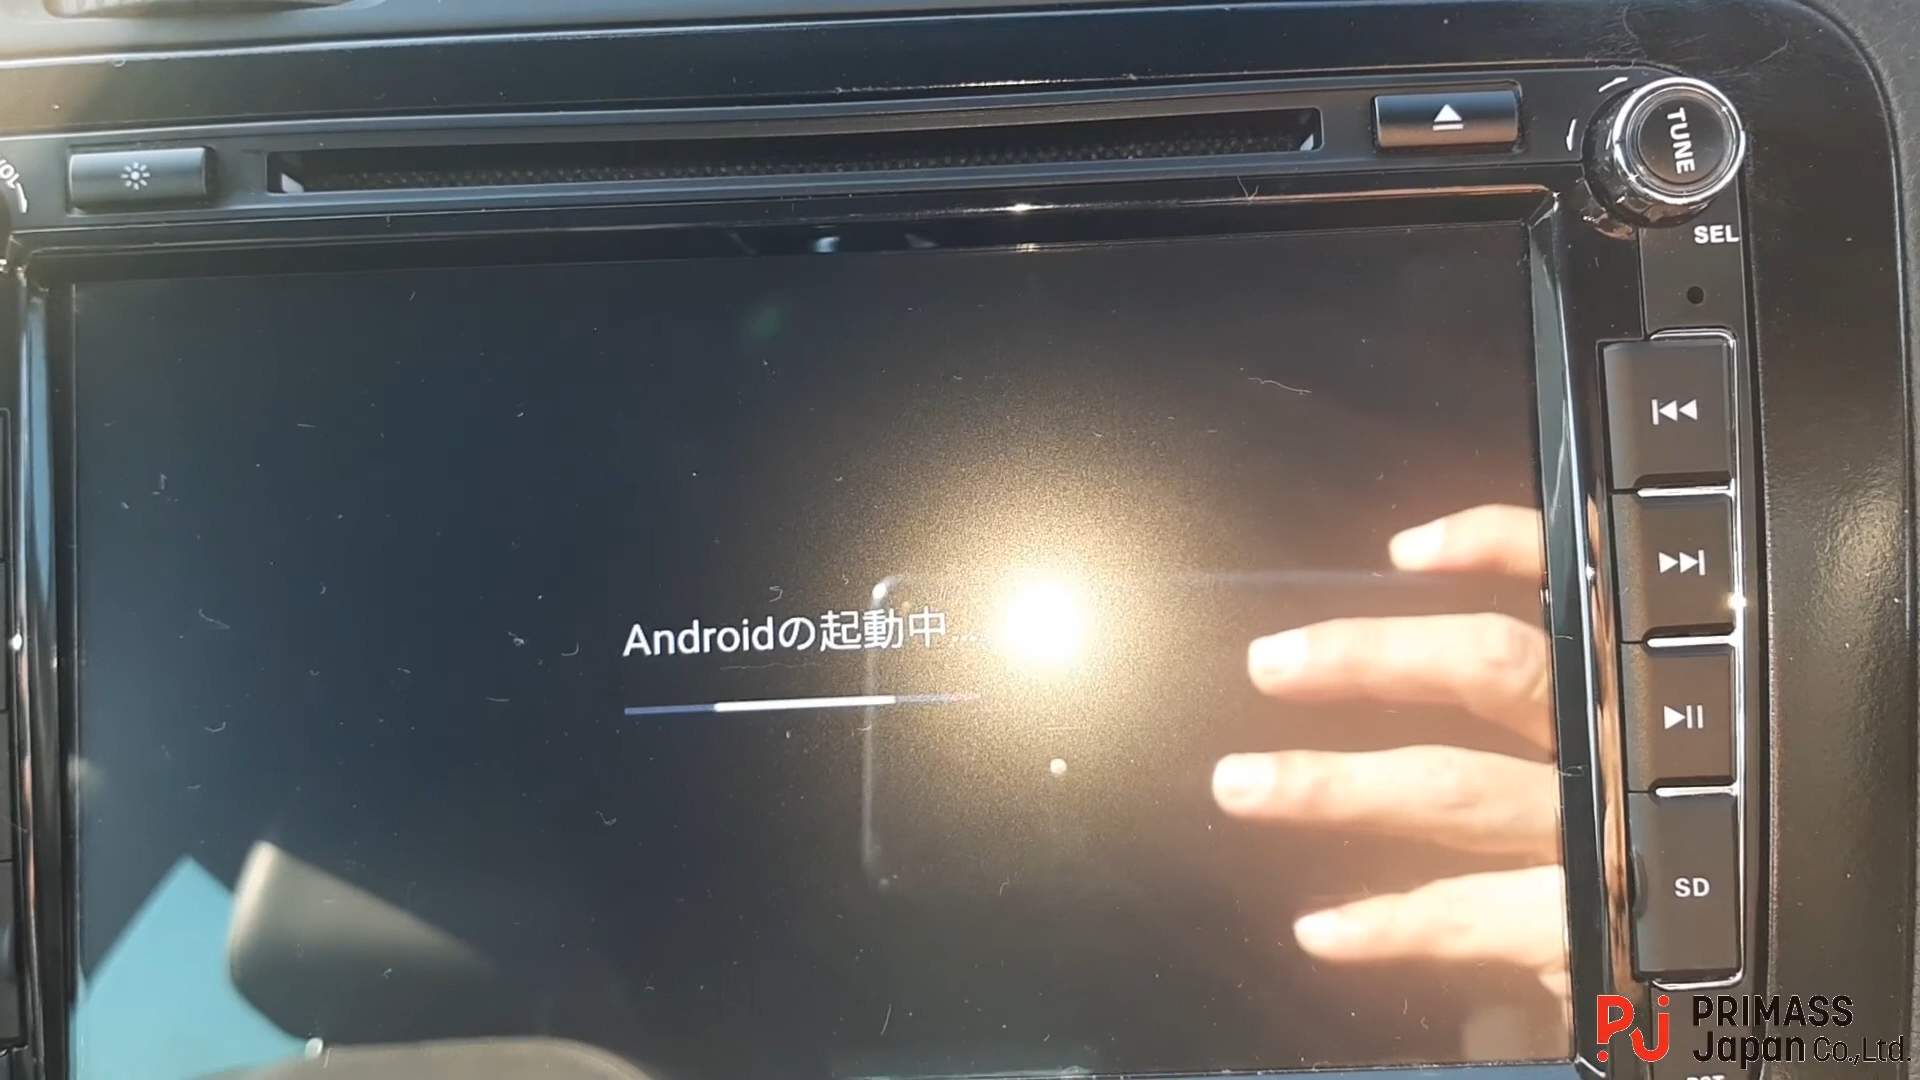 TUNE
SEL
Androidの起動中...
SD
PRIMASS
Japan Co.,Ltd.